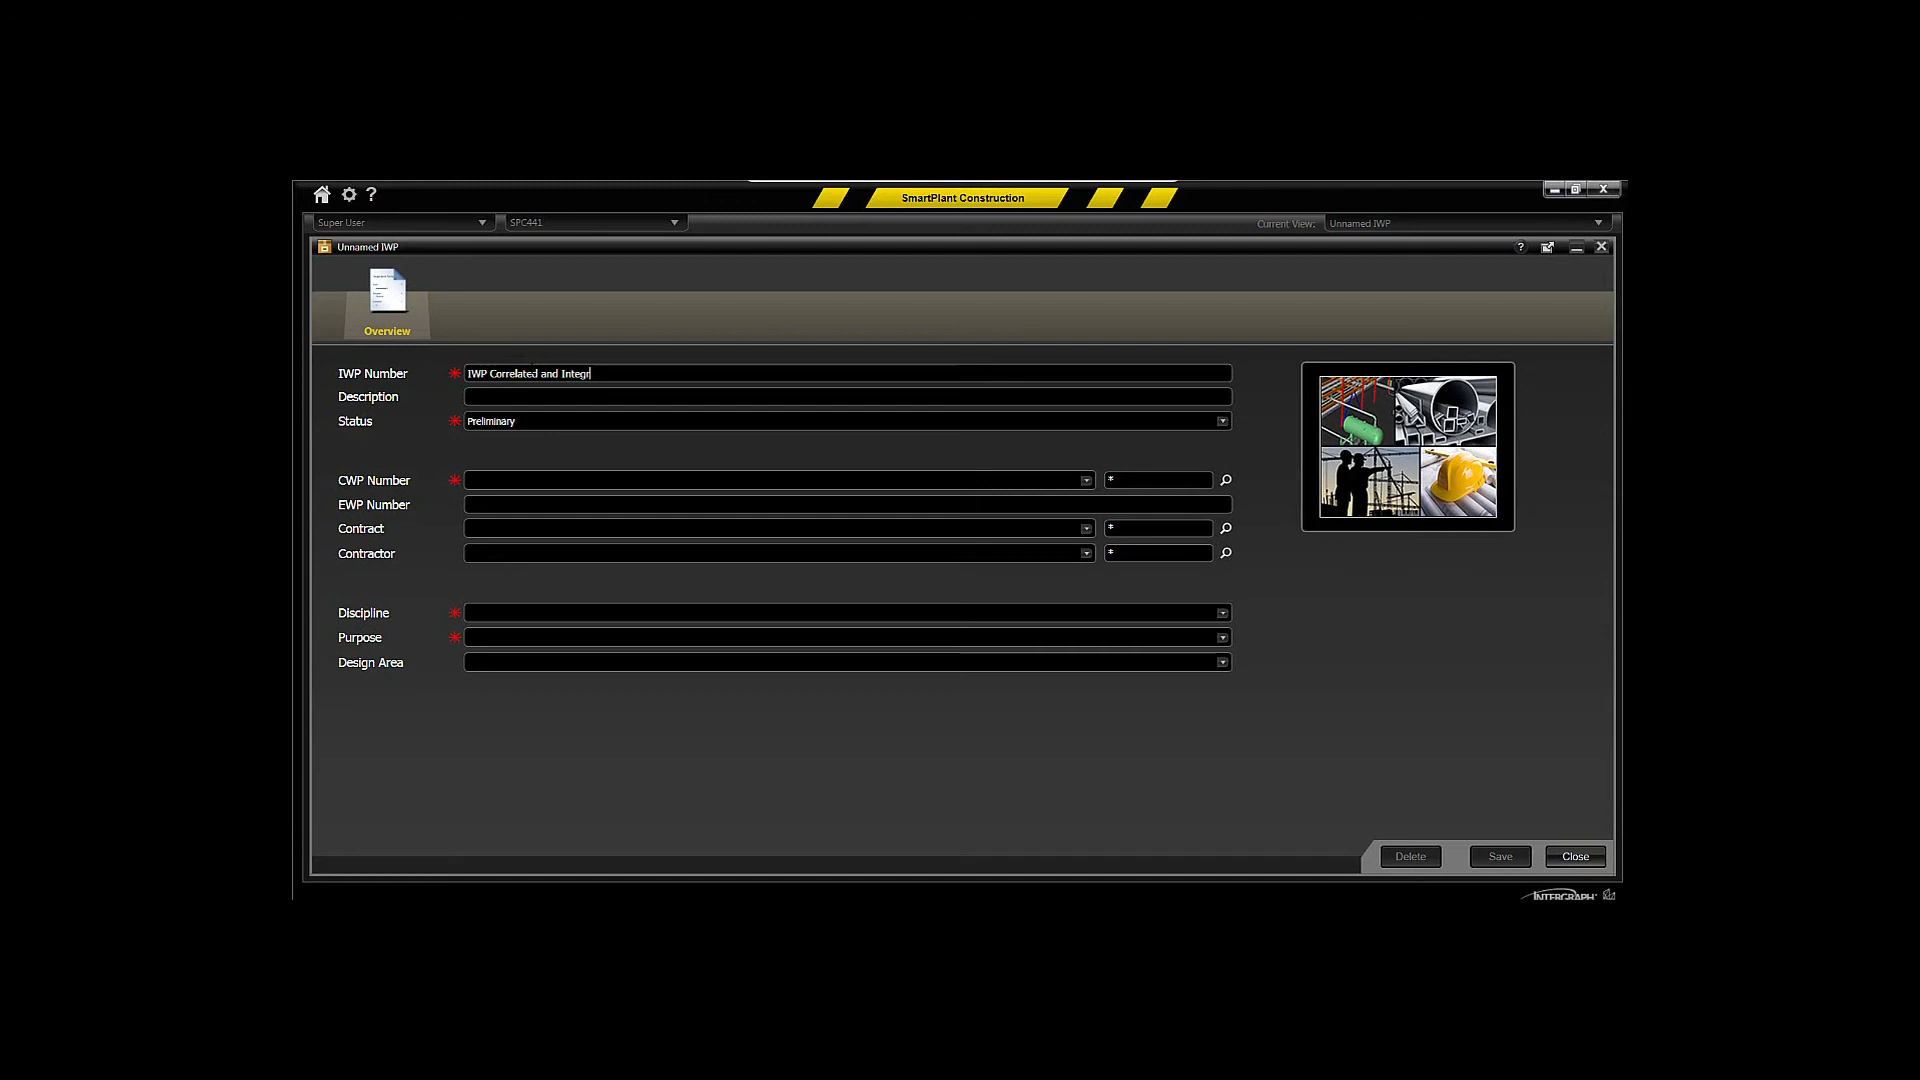 ?
SmartPlant Construction
Super User
SPC441
Current View:
Unnamed IWP
Unnamed IWP
?
Overview
IWP Number * IWP Correlated and Integr
Description
Status * Preliminary
CWP Number * *
EWP Number
Contract *
Contractor *
Discipline *
Purpose *
Design Area
Delete
Save
Close
INTERGRAPH